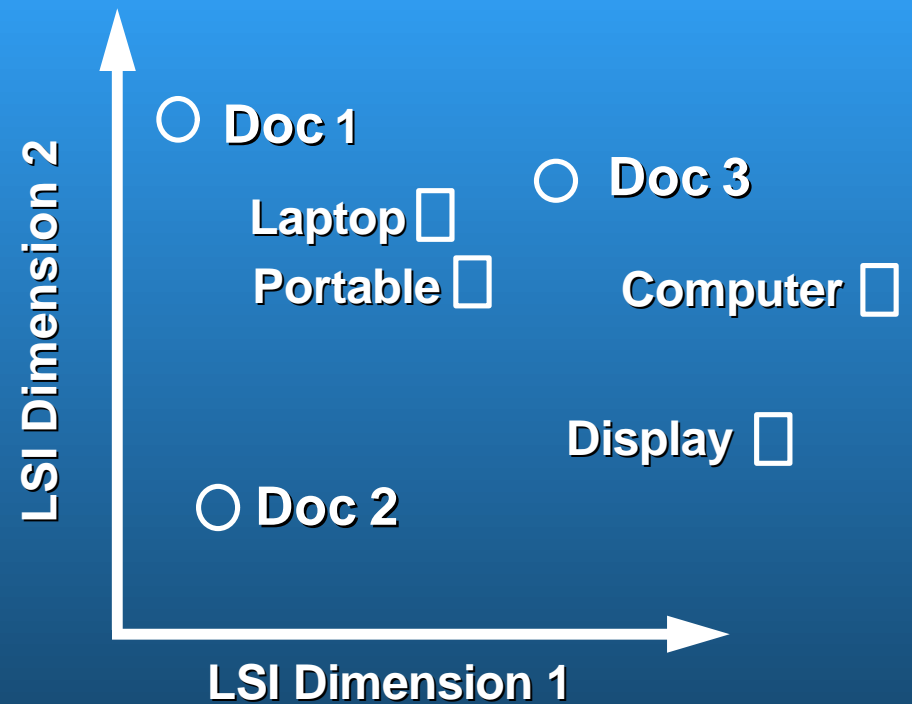 LSI Dimension 2
Doc 1
Doc 3
Laptop
Portable
Computer
Display
Doc 2
LSI Dimension 1